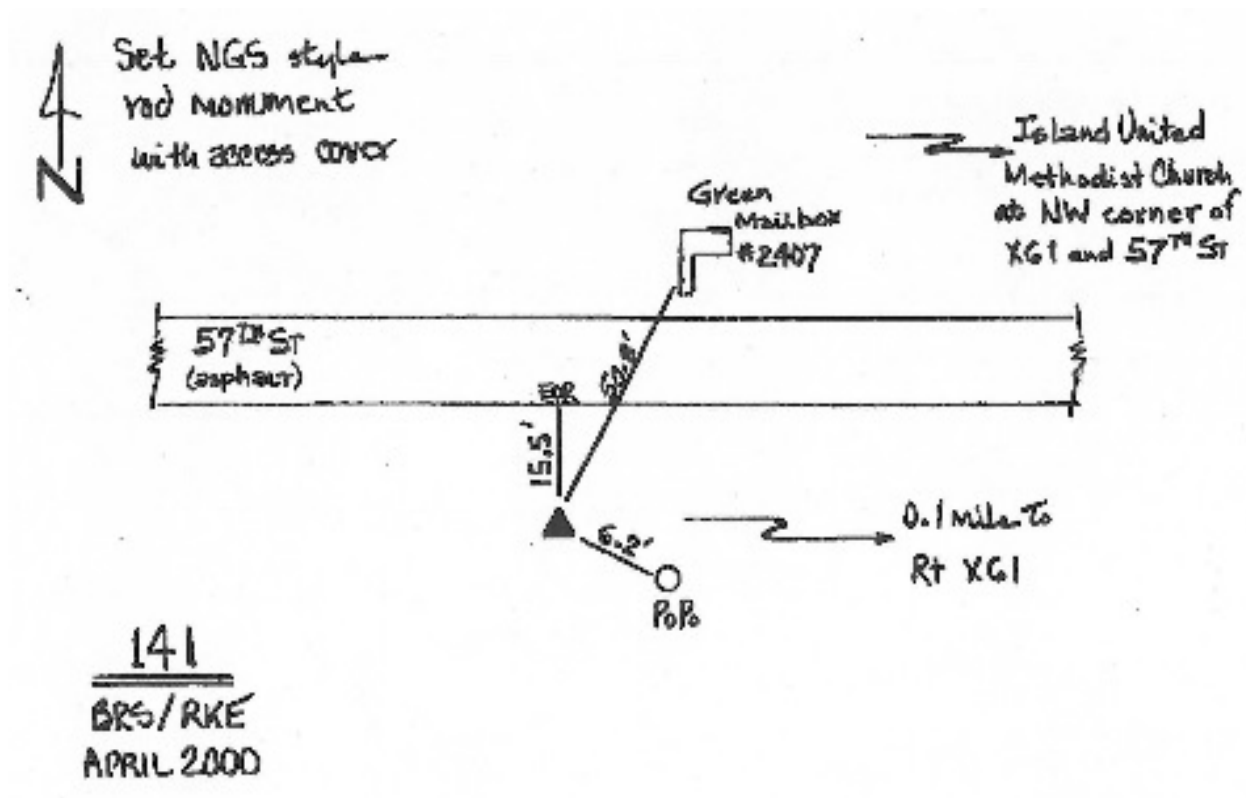 N
Set NGS style
rod monument
with access cover
Island United
Methodist Church
at NW corner of
X61 and 57TH ST
Green
Mailbox
#2407
57TH ST
(asphalt)
EOR
15.5'
6.2'
PoPo
0.1 Mile To
Rt X61
141
BRS/RKE
APRIL 2000